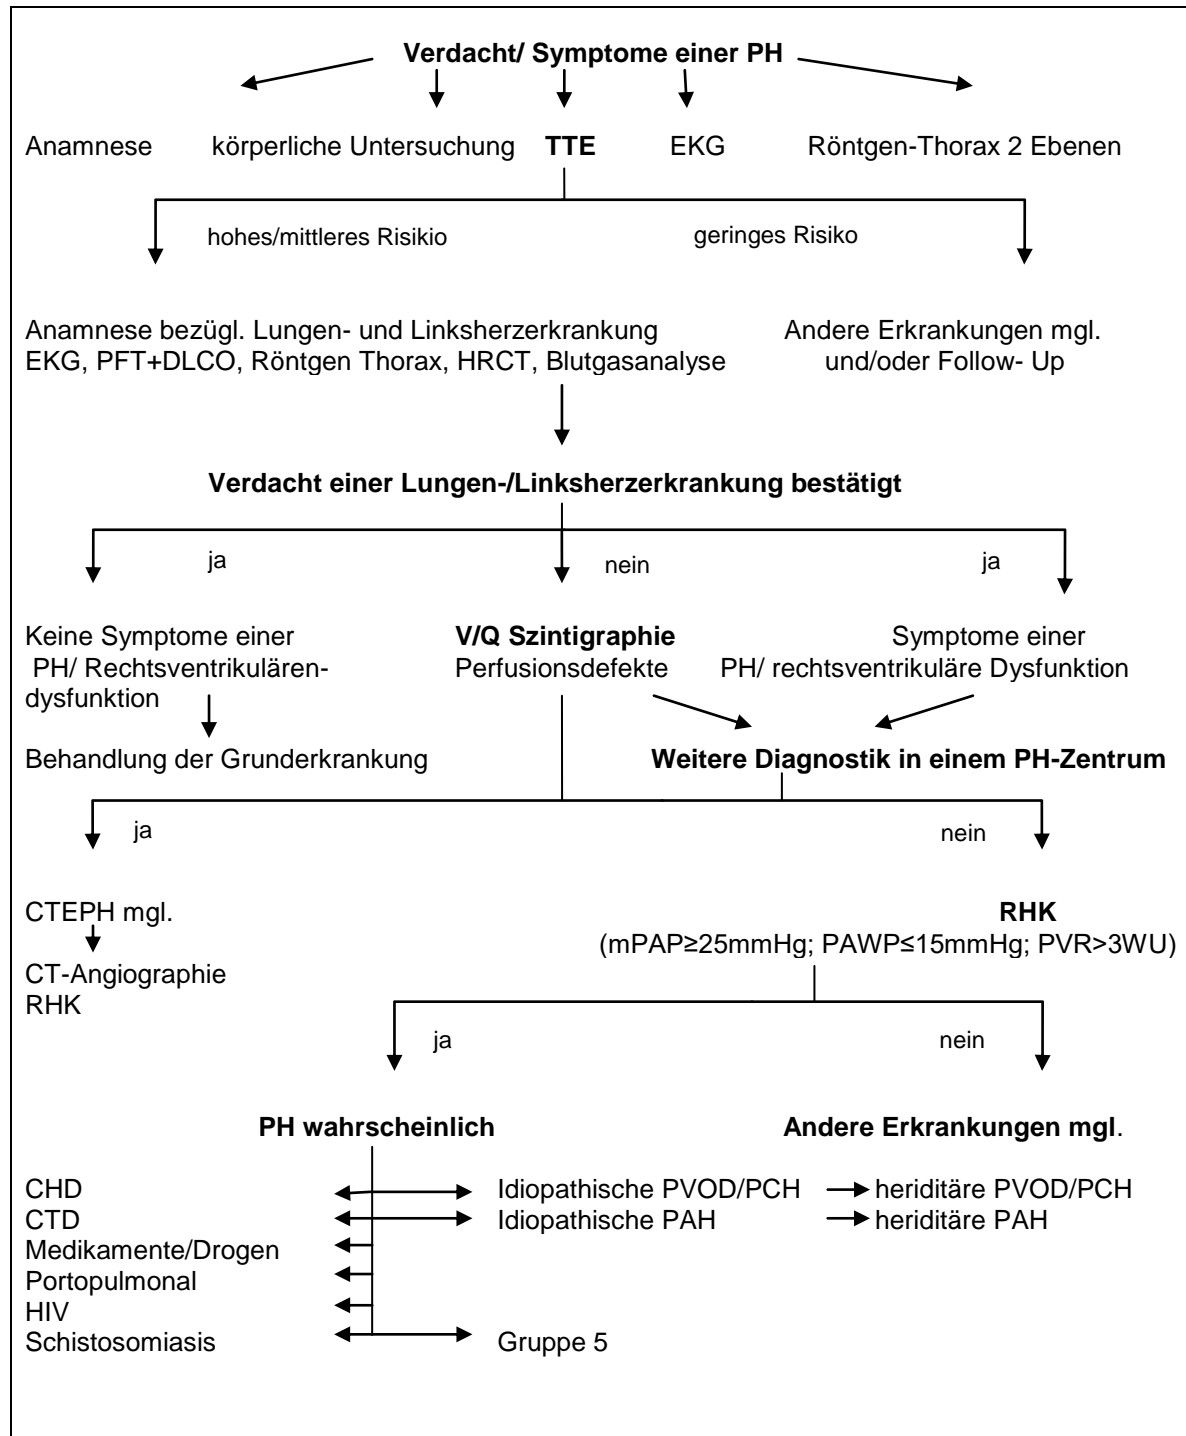 Verdacht/ Symptome einer PH
Anamnese körperliche Untersuchung TTE EKG Röntgen-Thorax 2 Ebenen
hohes/mittleres Risikio geringes Risiko
Anamnese bezügl. Lungen- und Linksherzerkrankung Andere Erkrankungen mgl.
EKG, PFT+DLCO, Röntgen Thorax, HRCT, Blutgasanalyse und/oder Follow- Up
Verdacht einer Lungen-/Linksherzerkrankung bestätigt
ja nein ja
Keine Symptome einer V/Q Szintigraphie Symptome einer
PH/ Rechtsventrikulären- Perfusionsdefekte PH/ rechtsventrikuläre Dysfunktion
dysfunktion
Behandlung der Grunderkrankung Weitere Diagnostik in einem PH-Zentrum
ja nein
CTEPH mgl. RHK
(mPAP≥25mmHg; PAWP≤15mmHg; PVR>3WU)
CT-Angiographie
RHK
ja nein
PH wahrscheinlich Andere Erkrankungen mgl.
CHD Idiopathische PVOD/PCH heriditäre PVOD/PCH
CTD Idiopathische PAH heriditäre PAH
Medikamente/Drogen
Portopulmonal
HIV
Schistosomiasis Gruppe 5